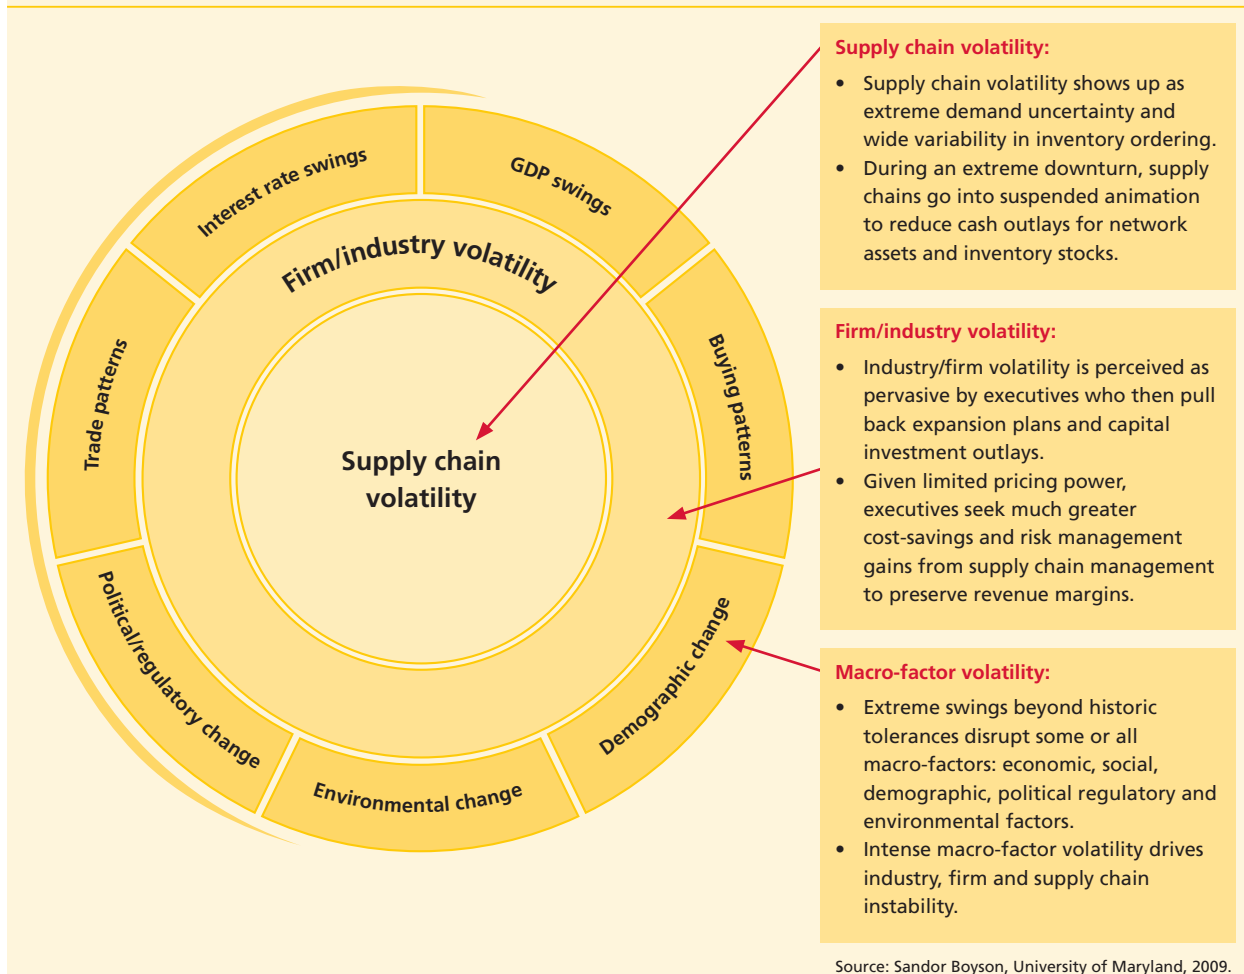 Interest rate swings
GDP swings
Buying patterns
Demographic change
Environmental change
Political/regulatory change
Trade patterns
Firm/industry volatility
Supply chain
volatility
Supply chain volatility:
• Supply chain volatility shows up as
extreme demand uncertainty and
wide variability in inventory ordering.
• During an extreme downturn, supply
chains go into suspended animation
to reduce cash outlays for network
assets and inventory stocks.
Firm/industry volatility:
• Industry/firm volatility is perceived as
pervasive by executives who then pull
back expansion plans and capital
investment outlays.
• Given limited pricing power,
executives seek much greater
cost-savings and risk management
gains from supply chain management
to preserve revenue margins.
Macro-factor volatility:
• Extreme swings beyond historic
tolerances disrupt some or all
macro-factors: economic, social,
demographic, political regulatory and
environmental factors.
• Intense macro-factor volatility drives
industry, firm and supply chain
instability.
Source: Sandor Boyson, University of Maryland, 2009.